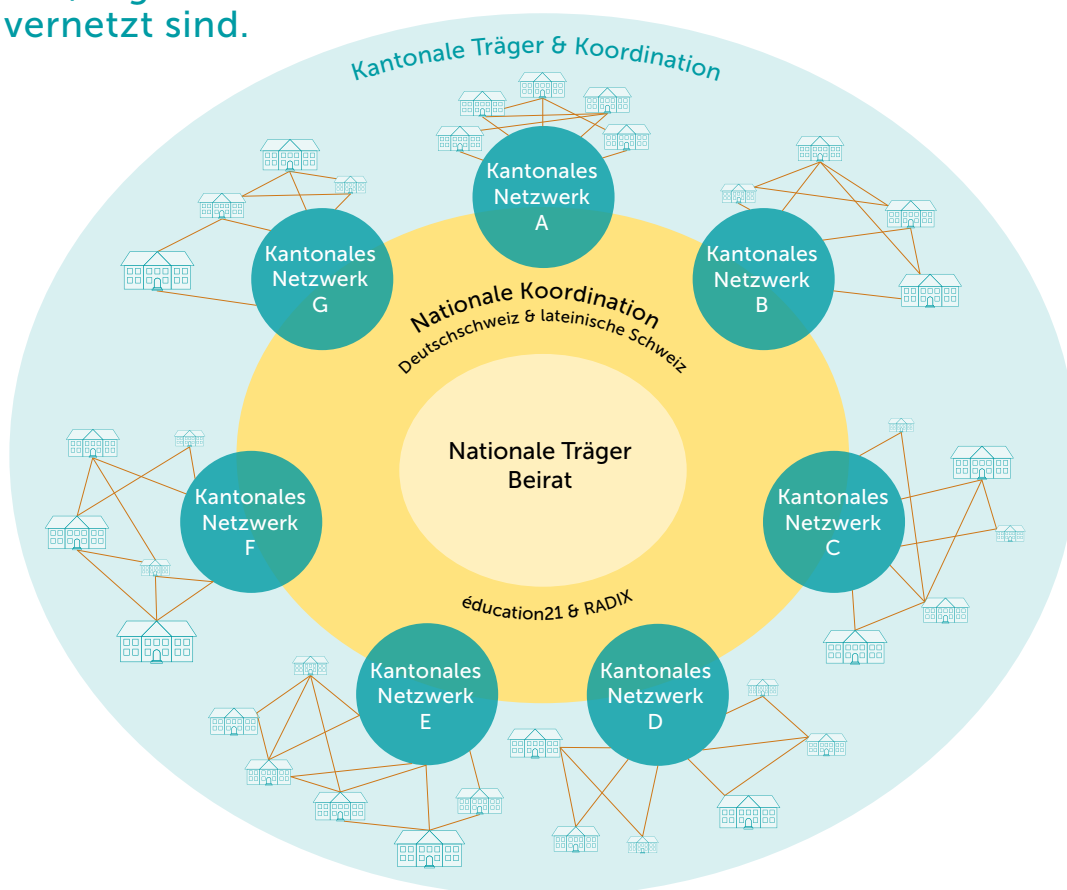 vernetzt sind.
Kantonale Träger & Koordination
Kantonales
Netzwerk
A
Kantonales
Netzwerk
G
Kantonales
Netzwerk
B
Nationale Koordination
Deutschschweiz & lateinische Schweiz
Nationale Träger
Beirat
Kantonales
Netzwerk
F
Kantonales
Netzwerk
C
éducation21 & RADIX
Kantonales
Netzwerk
E
Kantonales
Netzwerk
D